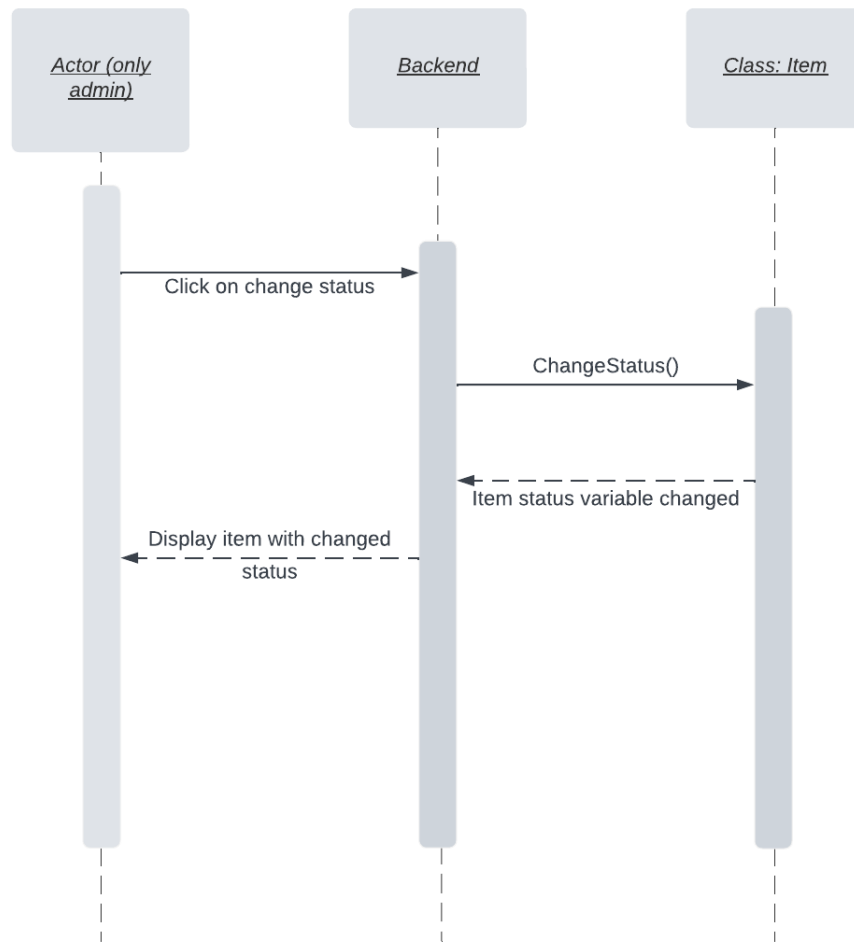 Actor (only
admin)
Backend
Class: Item
Click on change status
ChangeStatus()
Item status variable changed
Display item with changed
status